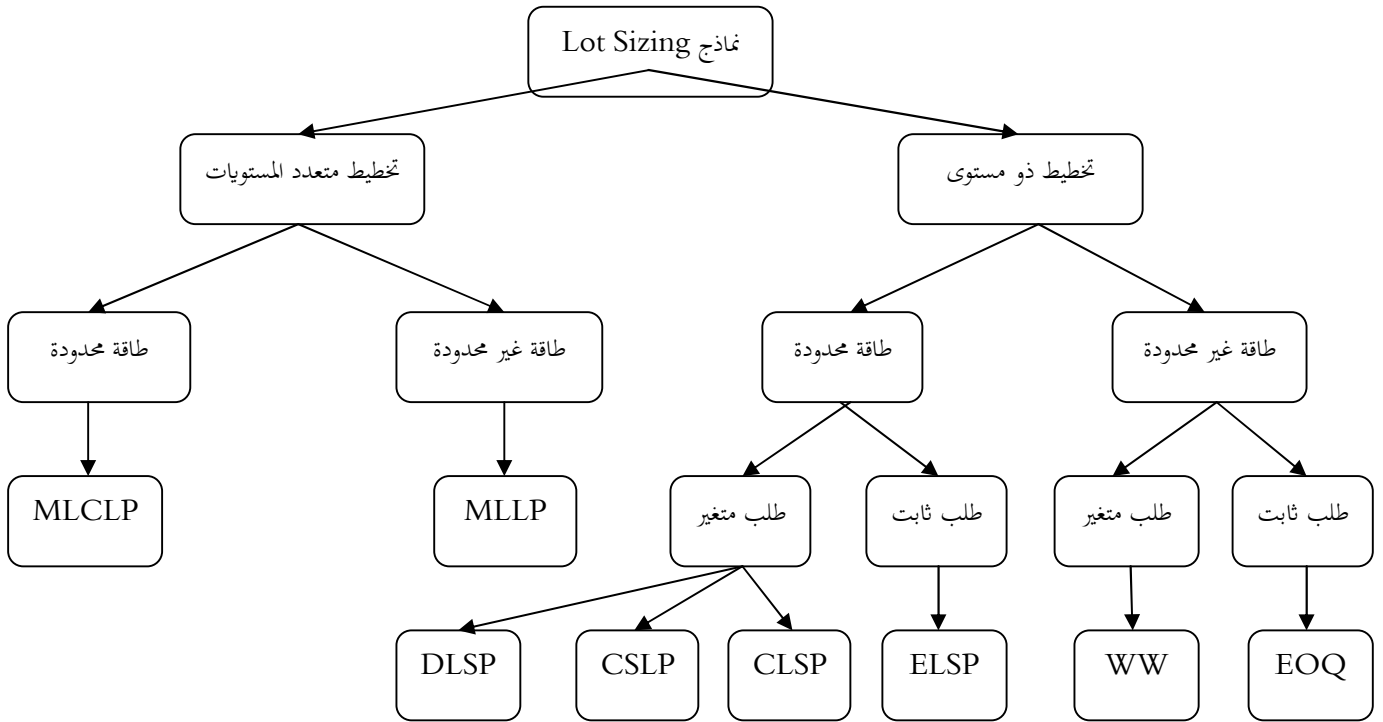 نماذج Lot Sizing
تخطيط ذو مستوى
تخطيط متعدد المستويات
طاقة غير محدودة
طاقة محدودة
طاقة غير محدودة
طاقة محدودة
طلب ثابت
طلب متغير
طلب ثابت
طلب متغير
MLLP
MLCLP
EOQ
WW
ELSP
CLSP
CSLP
DLSP